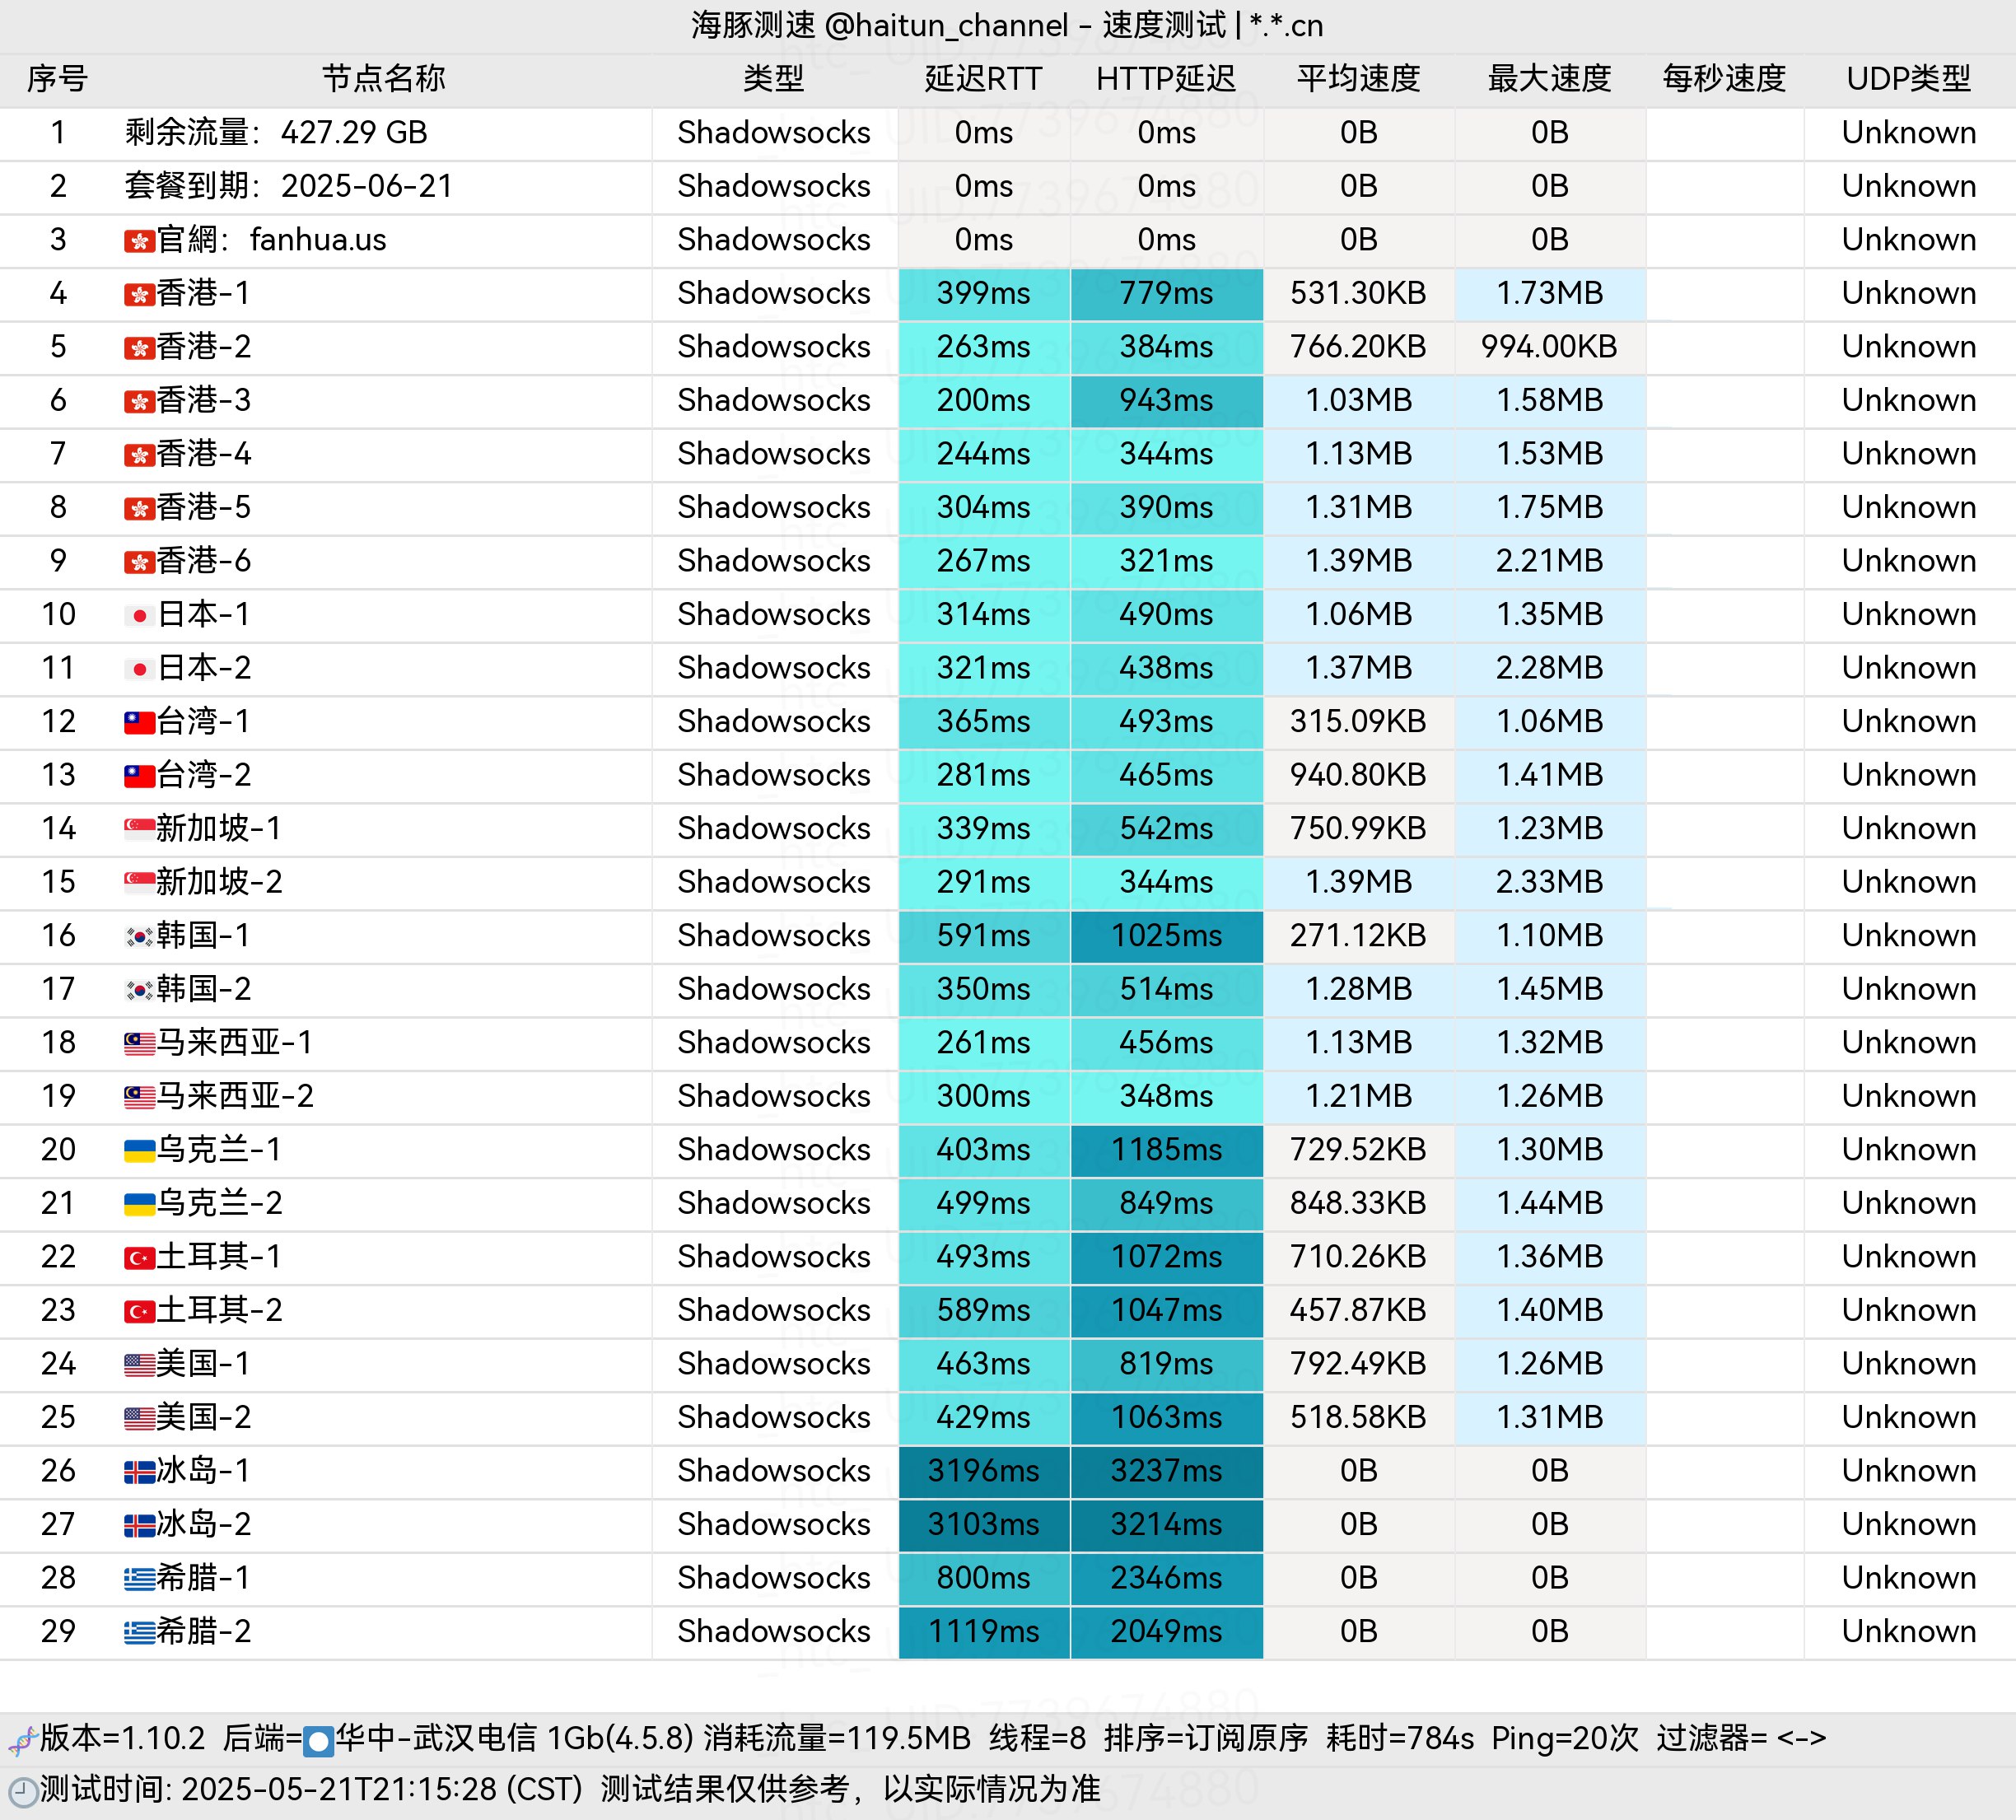 海豚测速 @haitun_channel - 速度测试 | *.*.cn
序号 节点名称 类型 延迟RTT HTTP延迟 平均速度 最大速度 每秒速度 UDP类型
1 剩余流量：427.29 GB Shadowsocks 0ms 0ms 0B 0B Unknown
2 套餐到期：2025-06-21 Shadowsocks 0ms 0ms 0B 0B Unknown
3 官網：fanhua.us Shadowsocks 0ms 0ms 0B 0B Unknown
4 香港-1 Shadowsocks 399ms 779ms 531.30KB 1.73MB Unknown
5 香港-2 Shadowsocks 263ms 384ms 766.20KB 994.00KB Unknown
6 香港-3 Shadowsocks 200ms 943ms 1.03MB 1.58MB Unknown
7 香港-4 Shadowsocks 244ms 344ms 1.13MB 1.53MB Unknown
8 香港-5 Shadowsocks 304ms 390ms 1.31MB 1.75MB Unknown
9 香港-6 Shadowsocks 267ms 321ms 1.39MB 2.21MB Unknown
10 日本-1 Shadowsocks 314ms 490ms 1.06MB 1.35MB Unknown
11 日本-2 Shadowsocks 321ms 438ms 1.37MB 2.28MB Unknown
12 台湾-1 Shadowsocks 365ms 493ms 315.09KB 1.06MB Unknown
13 台湾-2 Shadowsocks 281ms 465ms 940.80KB 1.41MB Unknown
14 新加坡-1 Shadowsocks 339ms 542ms 750.99KB 1.23MB Unknown
15 新加坡-2 Shadowsocks 291ms 344ms 1.39MB 2.33MB Unknown
16 韩国-1 Shadowsocks 591ms 1025ms 271.12KB 1.10MB Unknown
17 韩国-2 Shadowsocks 350ms 514ms 1.28MB 1.45MB Unknown
18 马来西亚-1 Shadowsocks 261ms 456ms 1.13MB 1.32MB Unknown
19 马来西亚-2 Shadowsocks 300ms 348ms 1.21MB 1.26MB Unknown
20 乌克兰-1 Shadowsocks 403ms 1185ms 729.52KB 1.30MB Unknown
21 乌克兰-2 Shadowsocks 499ms 849ms 848.33KB 1.44MB Unknown
22 土耳其-1 Shadowsocks 493ms 1072ms 710.26KB 1.36MB Unknown
23 土耳其-2 Shadowsocks 589ms 1047ms 457.87KB 1.40MB Unknown
24 美国-1 Shadowsocks 463ms 819ms 792.49KB 1.26MB Unknown
25 美国-2 Shadowsocks 429ms 1063ms 518.58KB 1.31MB Unknown
26 冰岛-1 Shadowsocks 3196ms 3237ms 0B 0B Unknown
27 冰岛-2 Shadowsocks 3103ms 3214ms 0B 0B Unknown
28 希腊-1 Shadowsocks 800ms 2346ms 0B 0B Unknown
29 希腊-2 Shadowsocks 1119ms 2049ms 0B 0B Unknown
版本=1.10.2 后端=华中-武汉电信 1Gb(4.5.8) 消耗流量=119.5MB 线程=8 排序=订阅原序 耗时=784s Ping=20次 过滤器= <->
测试时间: 2025-05-21T21:15:28 (CST) 测试结果仅供参考，以实际情况为准